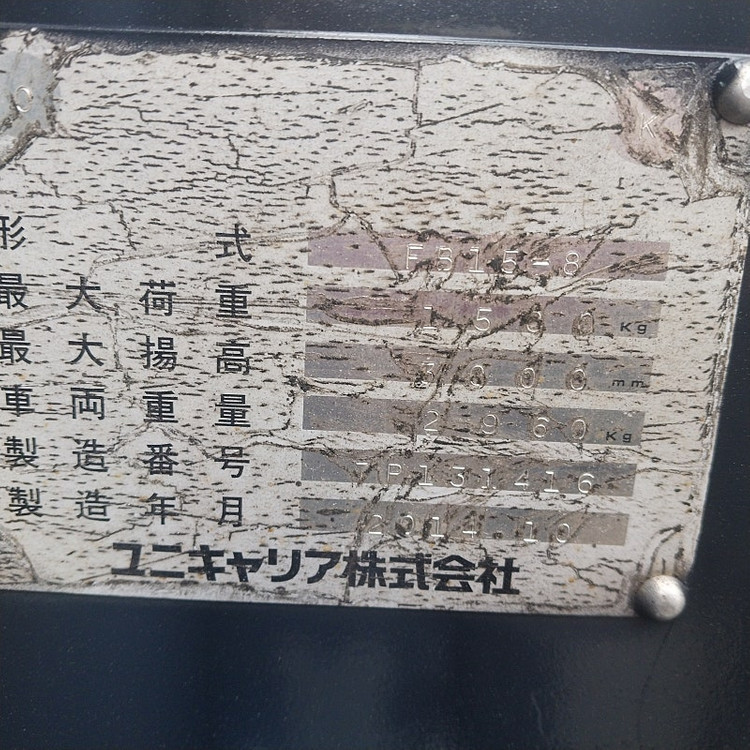 O K
形式 FB15-8
最大荷重 1500Kg
最大揚高 3000mm
車両重量 2960Kg
製造番号 7P131416
製造年月 2014.10
ユニキャリア株式会社